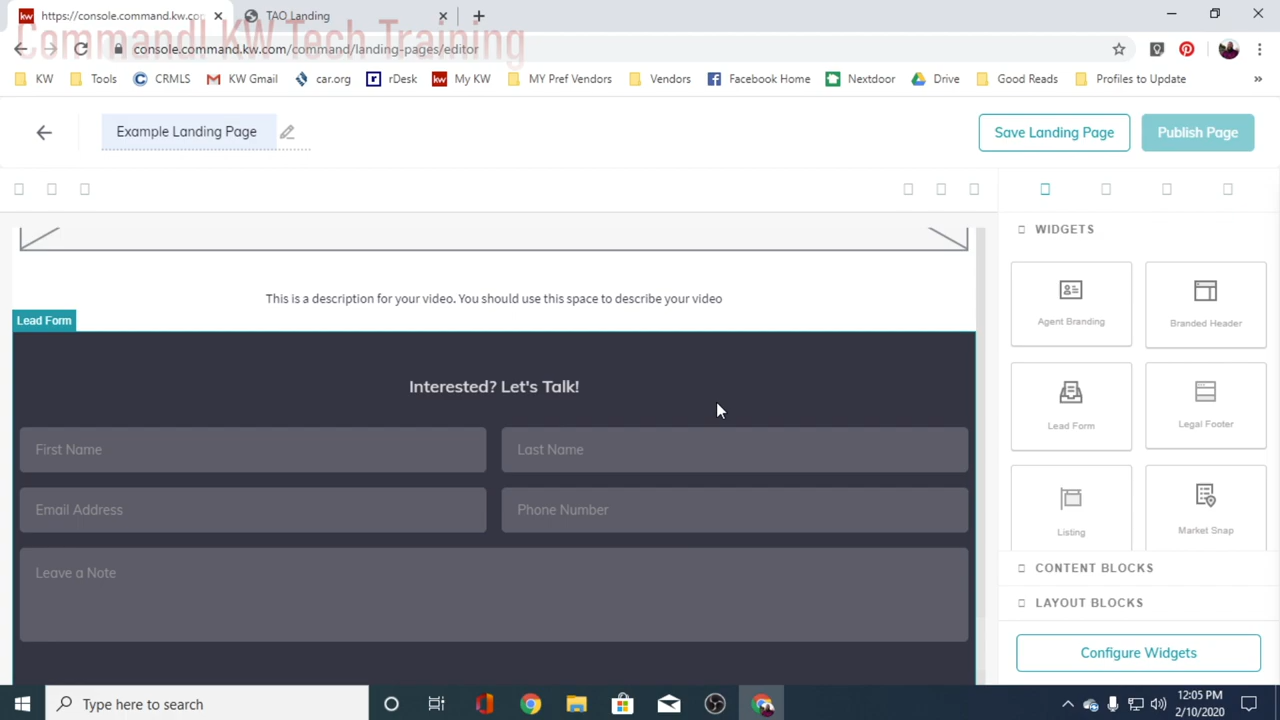 https://console.command.kw.con
TAO Landing
Command| KW Tech Training
console.command.kw.com/command/landing-pages/editor
KW
Tools
CRMLS
KW Gmail
car.org
rDesk
My KW
MY Pref Vendors
Vendors
Facebook Home
Nextdoor
Drive
Good Reads
Profiles to Update
»
Example Landing Page
Save Landing Page
Publish Page
WIDGETS
Agent Branding
Branded Header
This is a description for your video. You should use this space to describe your video
Lead Form
Interested? Let's Talk!
First Name
Last Name
Email Address
Phone Number
Leave a Note
Lead Form
Legal Footer
Listing
Market Snap
CONTENT BLOCKS
LAYOUT BLOCKS
Configure Widgets
Type here to search
12:05 PM
2/10/2020